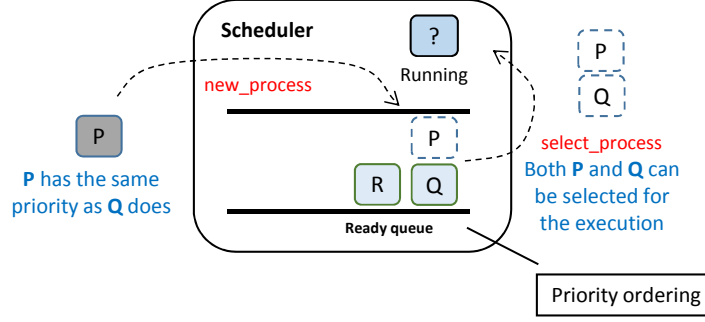 Scheduler
?
Running
new_process
P
P has the same
priority as Q does
P
R
Q
Ready queue
P
Q
select_process
Both P and Q can
be selected for
the execution
Priority ordering